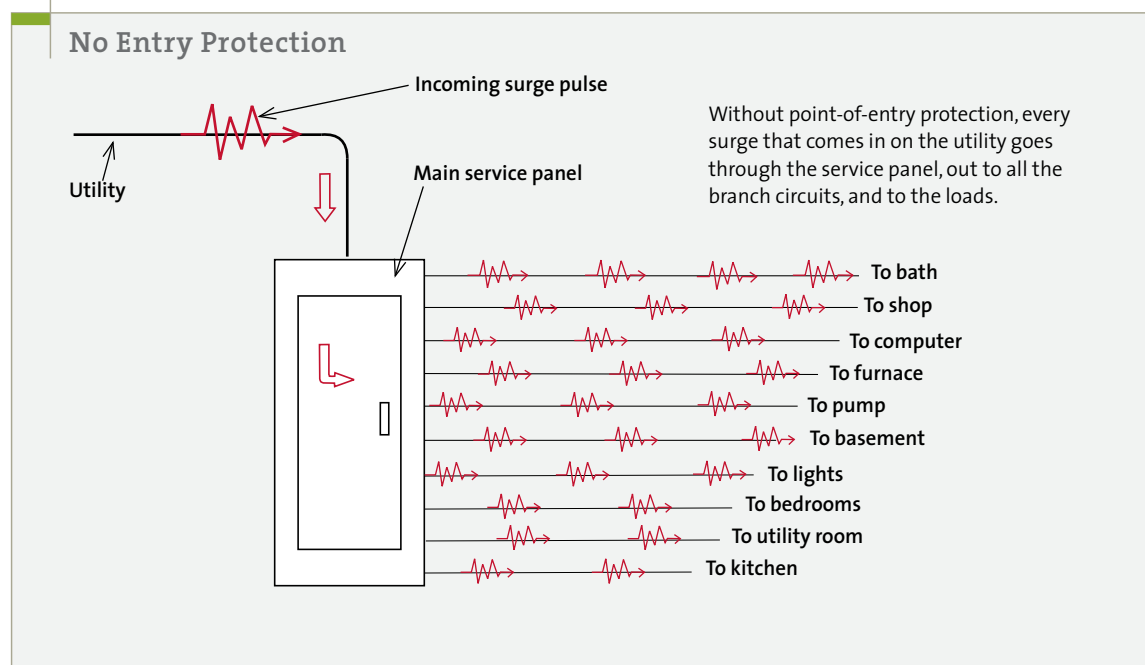 No Entry Protection
Incoming surge pulse
Without point-of-entry protection, every
surge that comes in on the utility goes
through the service panel, out to all the
branch circuits, and to the loads.
Utility
Main service panel
To bath
To shop
To computer
To furnace
To pump
To basement
To lights
To bedrooms
To utility room
To kitchen